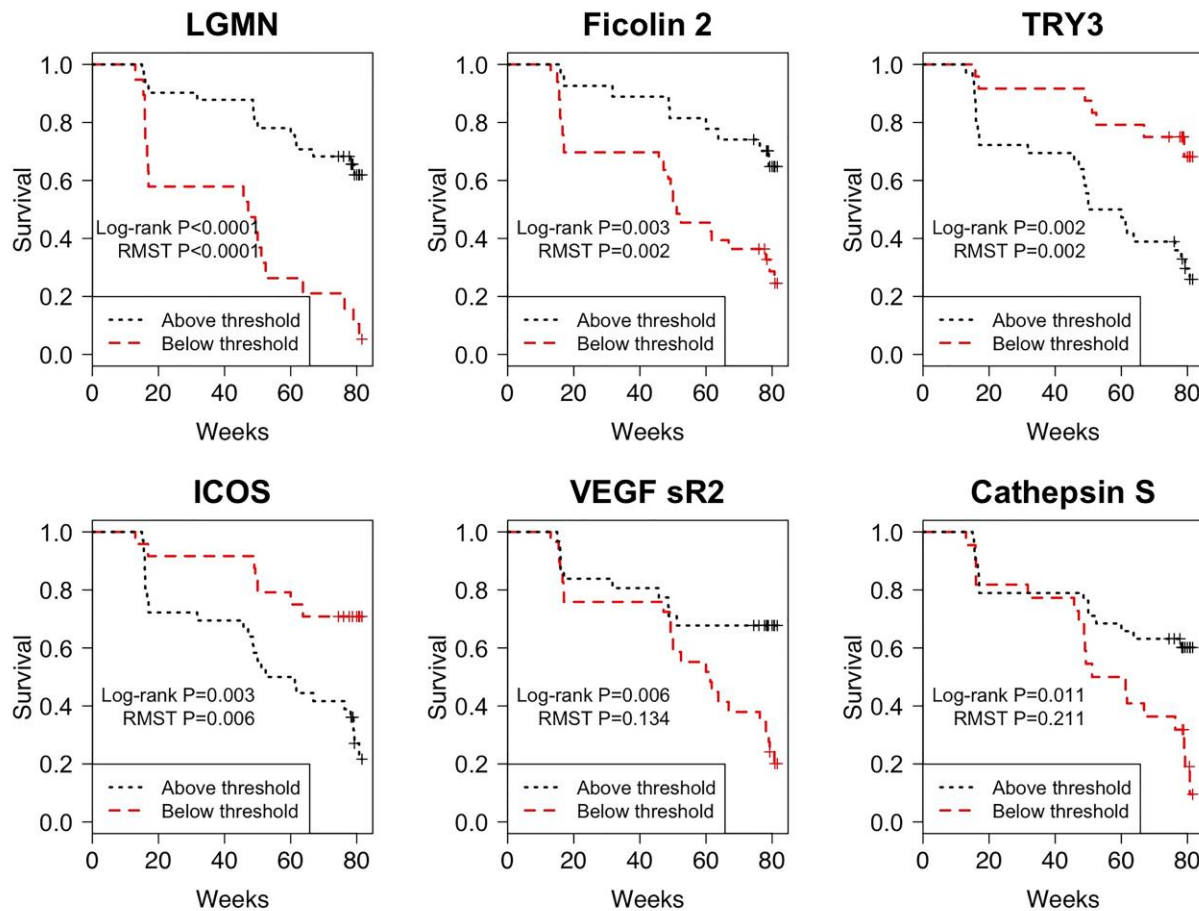 LGMN
1.0
0.8
0.6
0.4
0.2
0.0
Survival
Log-rank P<0.0001
RMST P<0.0001
Above threshold
Below threshold
0 20 40 60 80
Weeks
Ficolin 2
1.0
0.8
0.6
0.4
0.2
0.0
Survival
Log-rank P=0.003
RMST P=0.002
Above threshold
Below threshold
0 20 40 60 80
Weeks
TRY3
1.0
0.8
0.6
0.4
0.2
0.0
Survival
Log-rank P=0.002
RMST P=0.002
Above threshold
Below threshold
0 20 40 60 80
Weeks
ICOS
1.0
0.8
0.6
0.4
0.2
0.0
Survival
Log-rank P=0.003
RMST P=0.006
Above threshold
Below threshold
0 20 40 60 80
Weeks
VEGF sR2
1.0
0.8
0.6
0.4
0.2
0.0
Survival
Log-rank P=0.006
RMST P=0.134
Above threshold
Below threshold
0 20 40 60 80
Weeks
Cathepsin S
1.0
0.8
0.6
0.4
0.2
0.0
Survival
Log-rank P=0.011
RMST P=0.211
Above threshold
Below threshold
0 20 40 60 80
Weeks